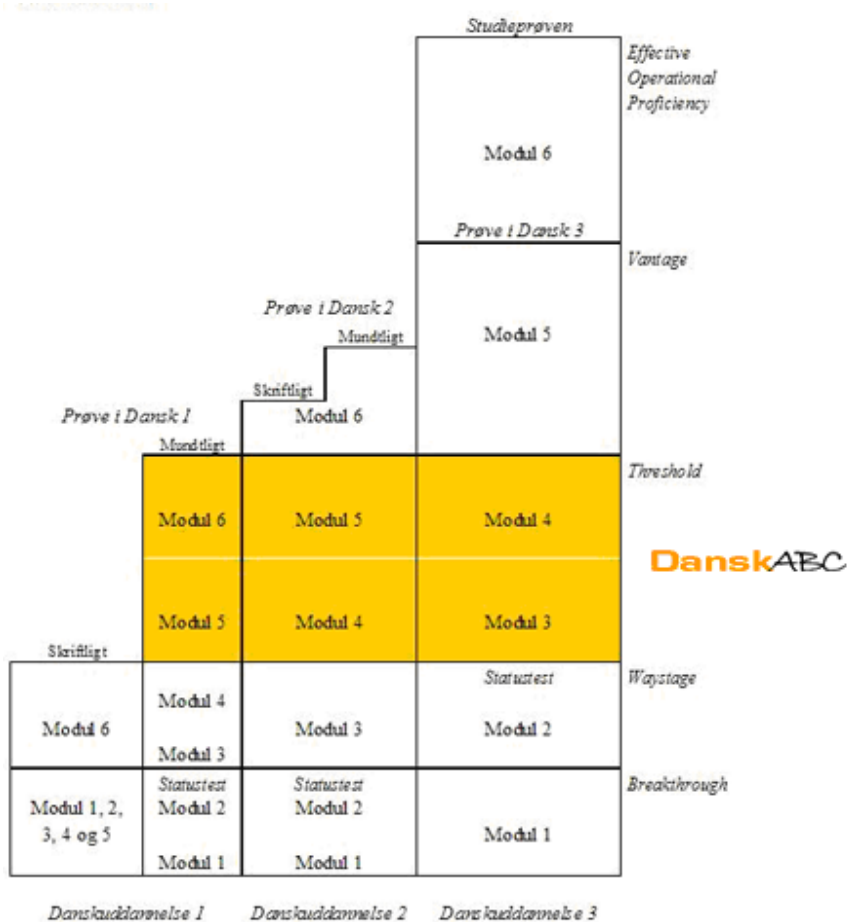 Studieprøven
Effective
Operational
Proficiency
Modul 6
Prøve i Dansk 3
Vantage
Prøve i Dansk 2
Mundtligt
Modul 5
Skriftligt
Prøve i Dansk 1
Modul 6
Mundtligt
Threshold
Modul 6
Modul 5
Modul 4
DanskABC
Modul 5
Modul 4
Modul 3
Skriftligt
Statustest
Waystage
Modul 4
Modul 6
Modul 3
Modul 2
Modul 3
Statustest
Statustest
Breakthrough
Modul 1, 2,
3, 4 og 5
Modul 2
Modul 2
Modul 1
Modul 1
Modul 1
Danskuddannelse 1
Danskuddannelse 2
Danskuddannelse 3